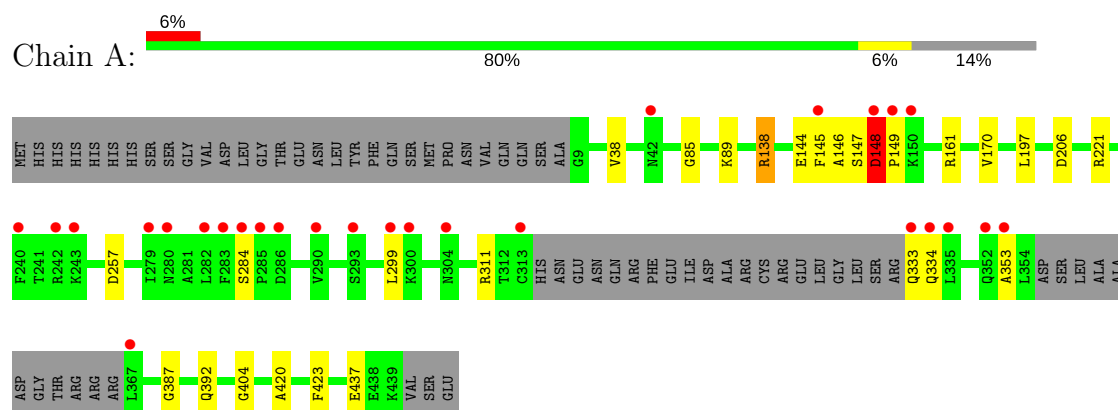 6%
Chain A:
80% 6% 14%
MET HIS HIS HIS HIS HIS HIS SER SER GLY VAL ASP LEU GLY THR GLU ASN LEU TYR PHE GLN SER MET PRO ASN VAL GLN GLN SER ALA G9 V38 N42 G85 K89 R138 E144 F145 A146 S147 D148 P149 K150 R161 V170 L197 D206 R221
F240 T241 R242 K243 D257 I279 N280 A281 L282 F283 S284 P285 D286 V290 S293 L299 K300 N304 R311 T312 C313 HIS ASN GLU ASN GLN ARG PHE GLU ILE ASP ALA ARG CYS ARG GLU LEU GLY LEU SER ARG Q333 Q334 L335 Q352 A353 L354 ASP SER LEU ALA ALA
ASP GLY THR ARG ARG ARG L367 G387 Q392 G404 A420 F423 E437 E438 K439 VAL SER GLU